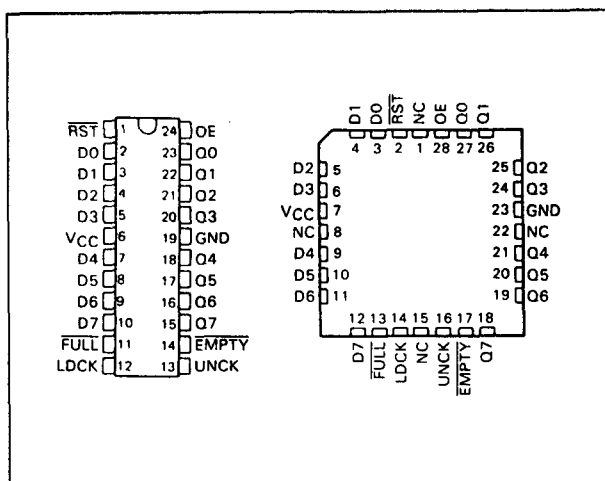 RST 1 24 OE
D0 2 23 Q0
D1 3 22 Q1
D2 4 21 Q2
D3 5 20 Q3
VCC 6 19 GND
D4 7 18 Q4
D5 8 17 Q5
D6 9 16 Q6
D7 10 15 Q7
FULL 11 14 EMPTY
LDCK 12 13 UNCK
D1 D0 RST NC OE Q0 Q1
4 3 2 1 28 27 26
D2 5 25 Q2
D3 6 24 Q3
VCC 7 23 GND
NC 8 22 NC
D4 9 21 Q4
D5 10 20 Q5
D6 11 19 Q6
12 13 14 15 16 17 18
D7 FULL LDCK NC UNCK EMPTY Q7